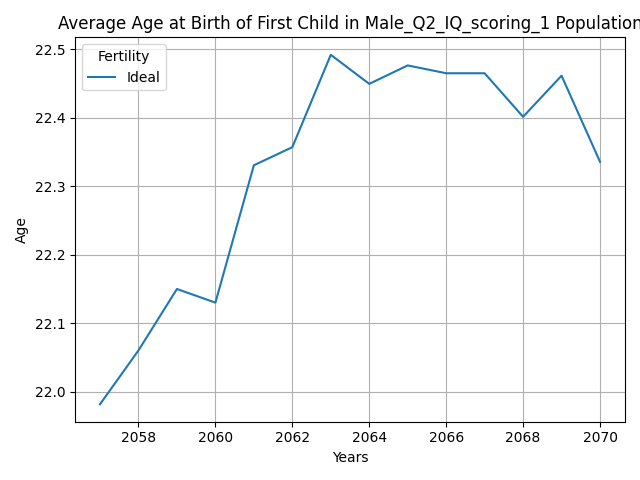 Average Age at Birth of First Child in Male_Q2_IQ_scoring_1 Population
Fertility
Ideal
22.5
22.4
22.3
22.2
22.1
22.0
Age
2058 2060 2062 2064 2066 2068 2070
Years